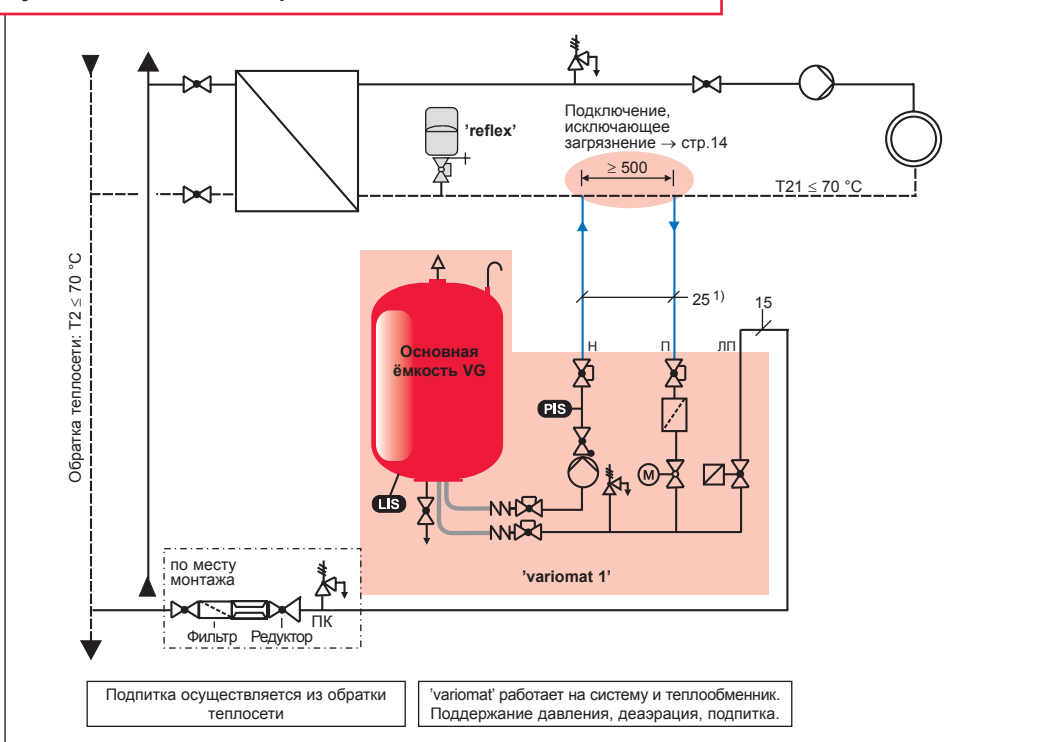 Подключение,
исключающее
загрязнение → стр.14
'reflex'
≥ 500
T21 ≤ 70 °C
Обратка теплосети: T2 ≤ 70 °C
25 1)
15
Н
П
ЛП
Основная
ёмкость VG
PIS
M
LIS
'variomat 1'
по месту
монтажа
ПК
Фильтр
Редуктор
Подпитка осуществляется из обратки
теплосети
'variomat' работает на систему и теплообменник.
Поддержание давления, деаэрация, подпитка.